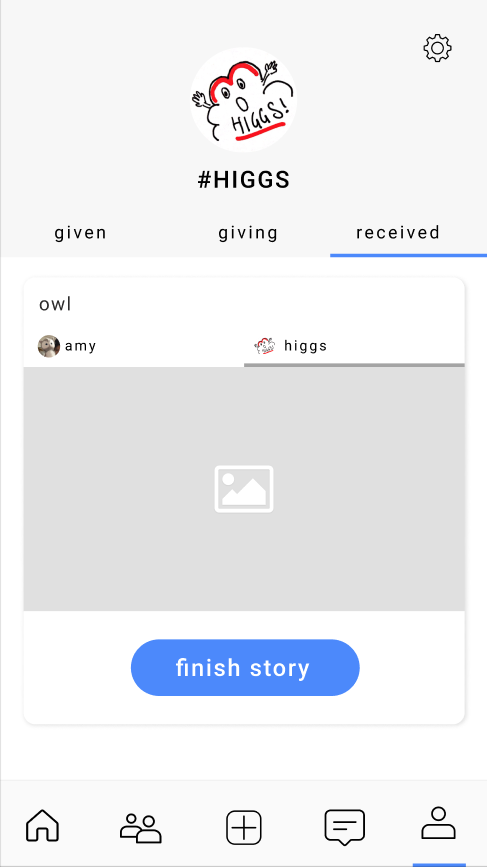 HIGGS!
#HIGGS
given giving received
owl
amy higgs
finish story